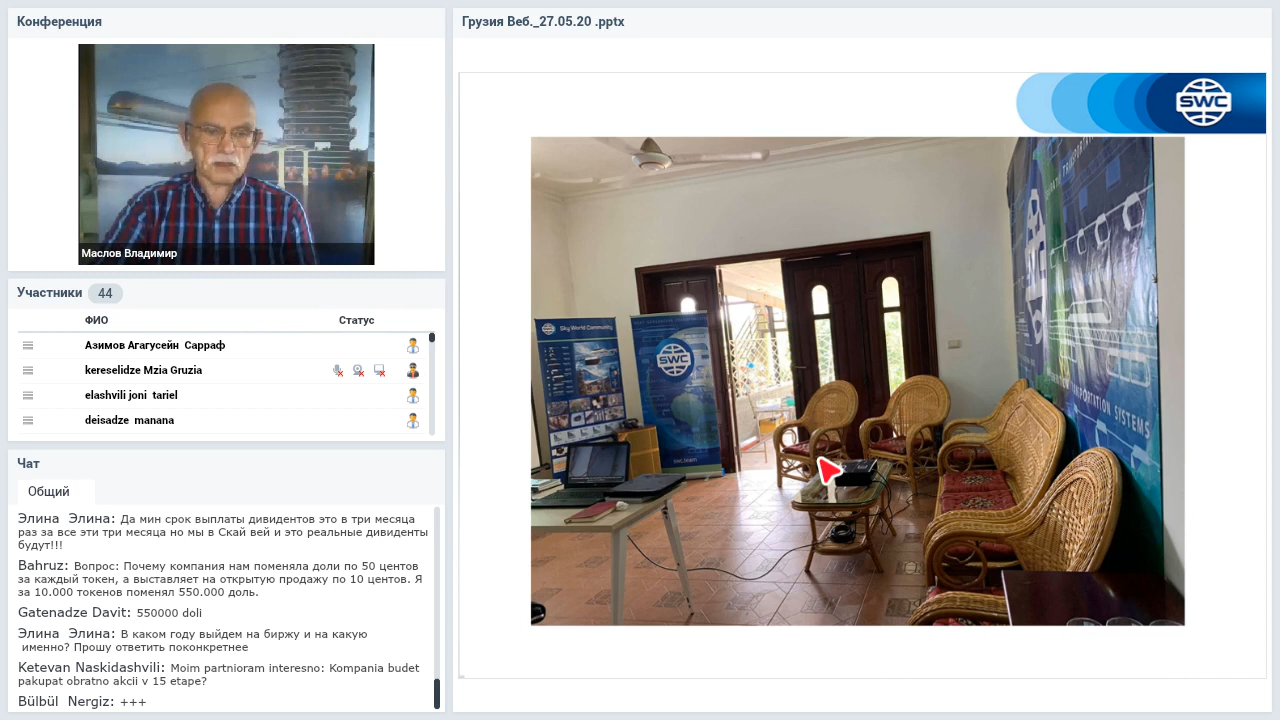 Конференция
Маслов Владимир
Участники 44
ФИО Статус
Азимов Агагусейн Сарраф
kereselidze Mzia Gruzia
elashvili joni tariel
deisadze manana
Чат
Общий
Элина Элина: Да мин срок выплаты дивидентов это в три месяца
раз за все эти три месяца но мы в Скай вей и это реальные дивиденты
будут!!!
Bahruz: Вопрос: Почему компания нам поменяла доли по 50 центов
за каждый токен, а выставляет на открытую продажу по 10 центов. Я
за 10.000 токенов поменял 550.000 доль.
Gatenadze Davit: 550000 doli
Элина Элина: В каком году выйдем на биржу и на какую
именно? Прошу ответить поконкретнее
Ketevan Naskidashvili: Moim partnioram interesno: Kompania budet
pakupat obratno akcii v 15 etape?
Bülbül Nergiz: +++
Грузия Веб._27.05.20 .pptx
SWC
Sky World Community
SWC
swc.team